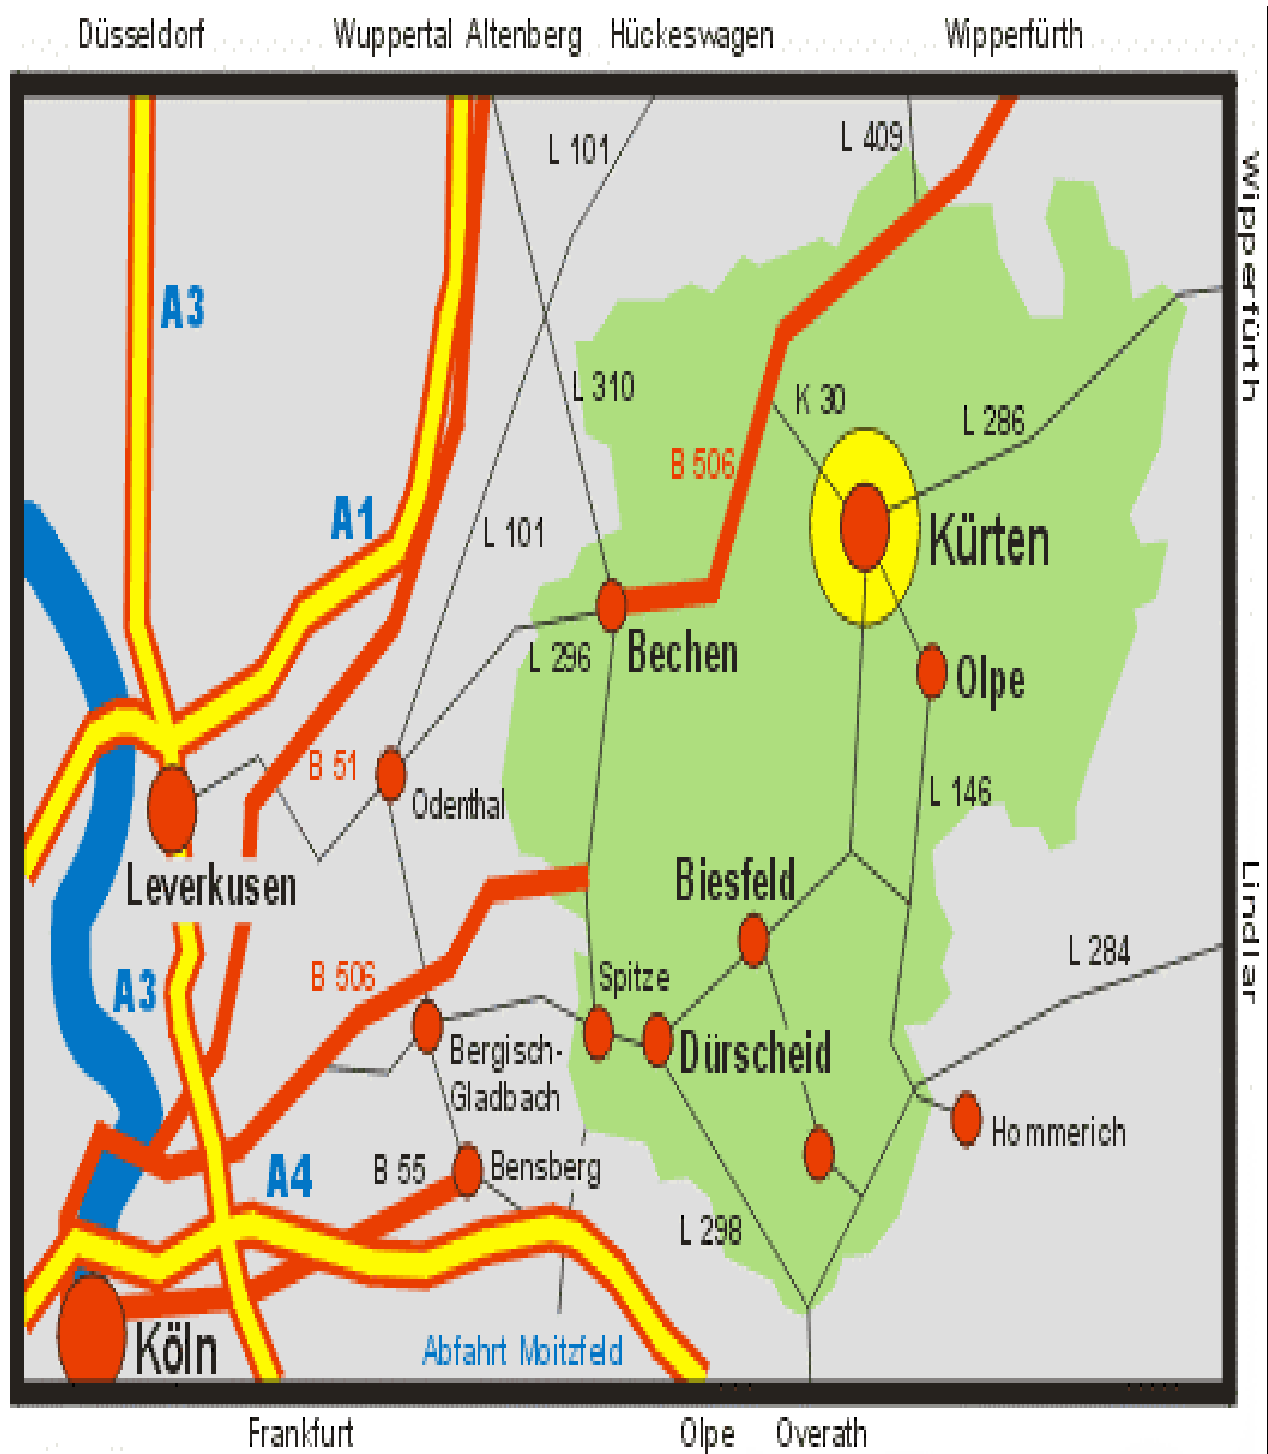 Düsseldorf Wuppertal Altenberg Hückeswagen Wipperfürth
L 409
L 101
Wipperfürth
A3
L 310
K 30
L 286
B 506
A1
L 101
Kürten
L 296
Bechen
Olpe
B 51
L 146
Odenthal
Leverkusen
Biesfeld
Lindlar
L 284
A3
B 506
Spitze
Bergisch-
Gladbach
Dürscheid
Hommerich
A4
B 55
Bensberg
L 298
Köln
Abfahrt Moitzfeld
Frankfurt Olpe Overath